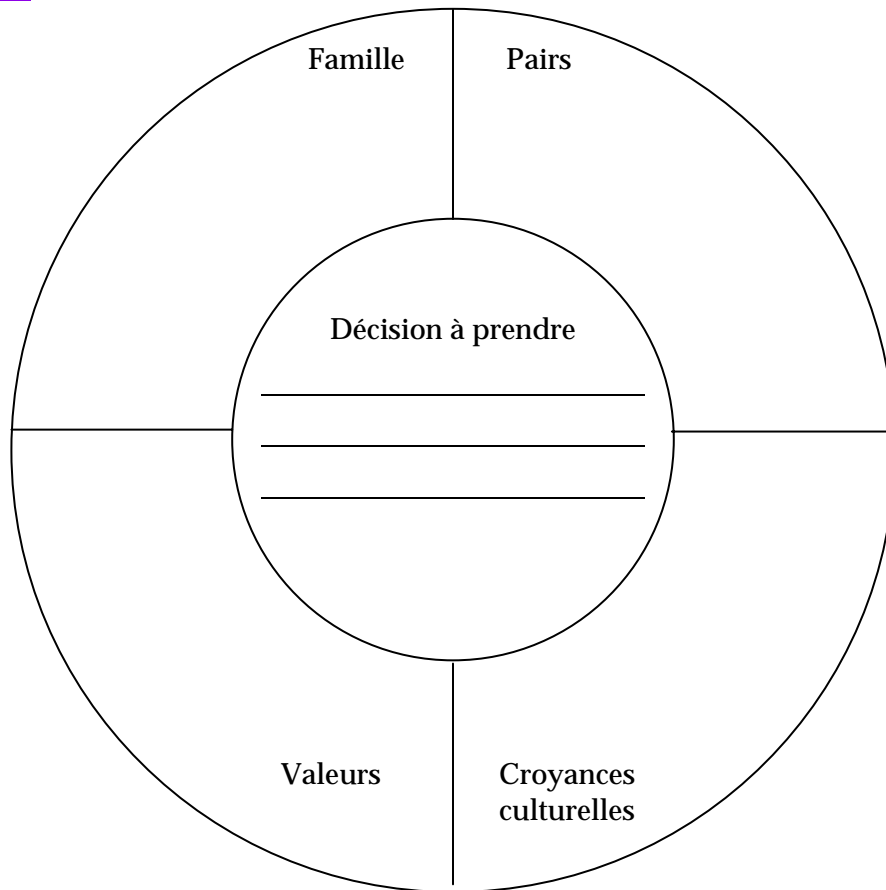 Famille
Pairs
Décision à prendre
Valeurs
Croyances
culturelles